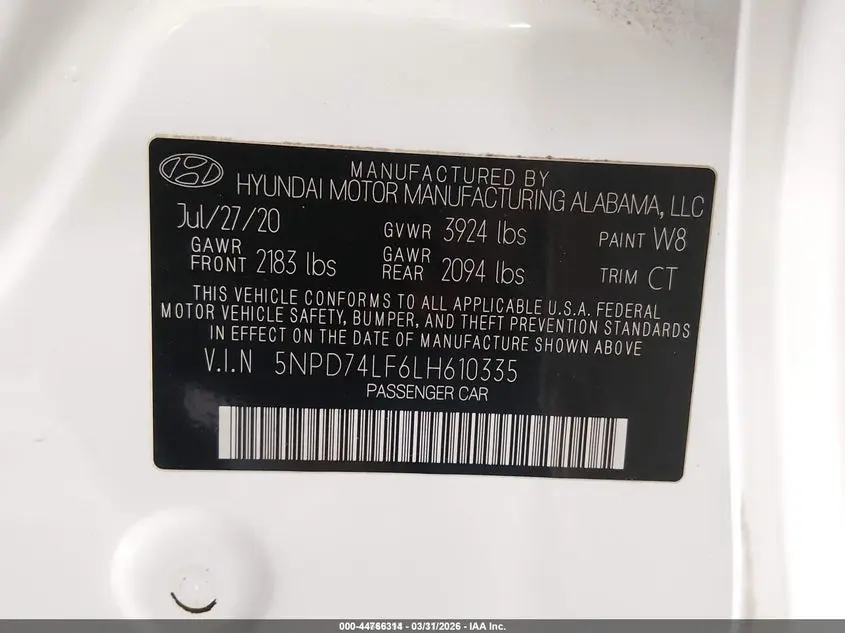 MANUFACTURED BY
HYUNDAI MOTOR MANUFACTURING ALABAMA, LLC
Jul/27/20 GVWR 3924 lbs PAINT W8
GAWR FRONT 2183 lbs GAWR REAR 2094 lbs TRIM CT
THIS VEHICLE CONFORMS TO ALL APPLICABLE U.S.A. FEDERAL
MOTOR VEHICLE SAFETY, BUMPER, AND THEFT PREVENTION STANDARDS
IN EFFECT ON THE DATE OF MANUFACTURE SHOWN ABOVE.
V.I.N 5NPD74LF6LH610335
PASSENGER CAR
03/31/2026 - IAA Inc.